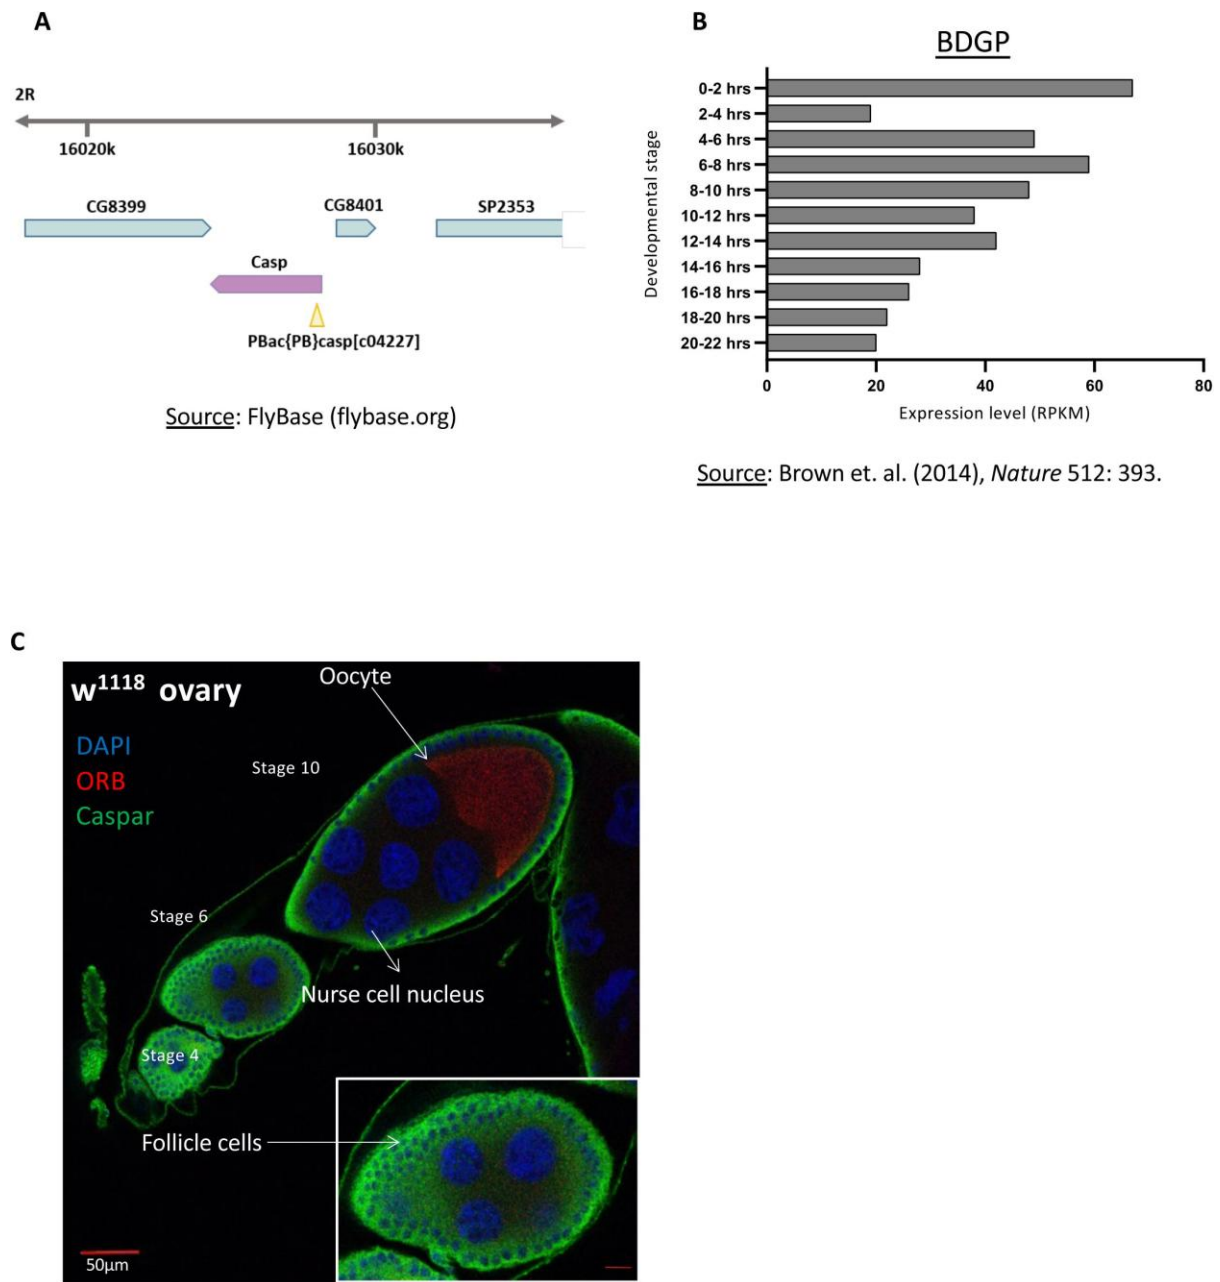 A
2R
16020k
16030k
CG8399
CG8401
SP2353
Casp
PBac{PB}casp[c04227]
Source: FlyBase (flybase.org)
B
BDGP
Developmental stage
0-2 hrs
2-4 hrs
4-6 hrs
6-8 hrs
8-10 hrs
10-12 hrs
12-14 hrs
14-16 hrs
16-18 hrs
18-20 hrs
20-22 hrs
0 20 40 60 80
Expression level (RPKM)
Source: Brown et. al. (2014), Nature 512: 393.
C
w1118 ovary
Oocyte
DAPI
ORB
Caspar
Stage 10
Stage 6
Nurse cell nucleus
Stage 4
Follicle cells
50µm